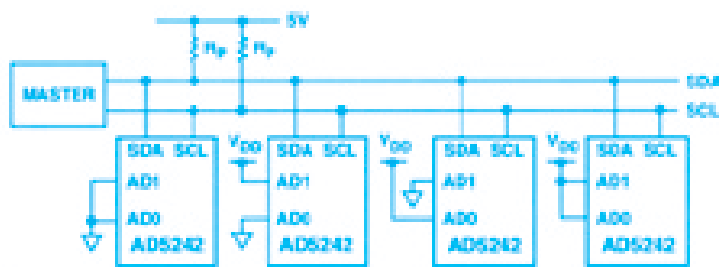 5V
Rp Rp
MASTER
SDA
SCL
SDA SCL
AD1
AD0
AD5242
VDD
SDA SCL
AD1
AD0
AD5242
VDD
SDA SCL
AD1
AD0
AD5242
VDD
SDA SCL
AD1
AD0
AD5242